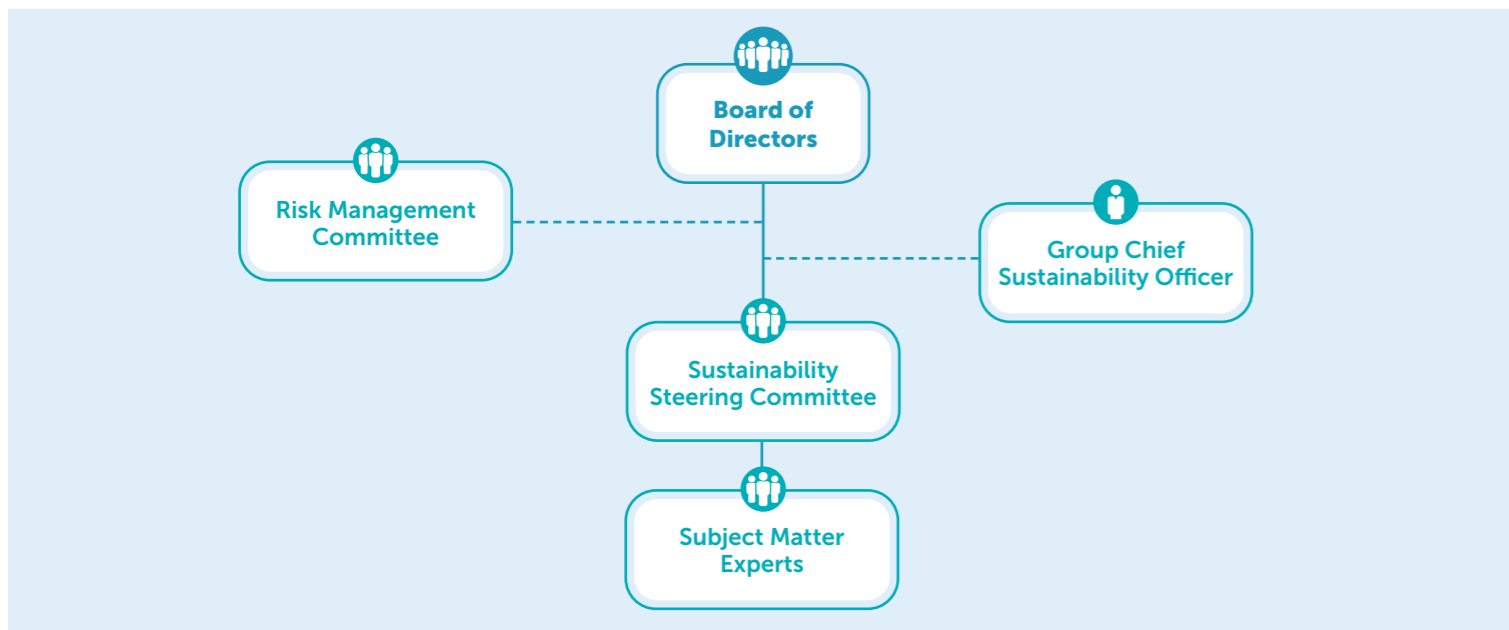 Board of
Directors
Risk Management
Committee
Group Chief
Sustainability Officer
Sustainability
Steering Committee
Subject Matter
Experts